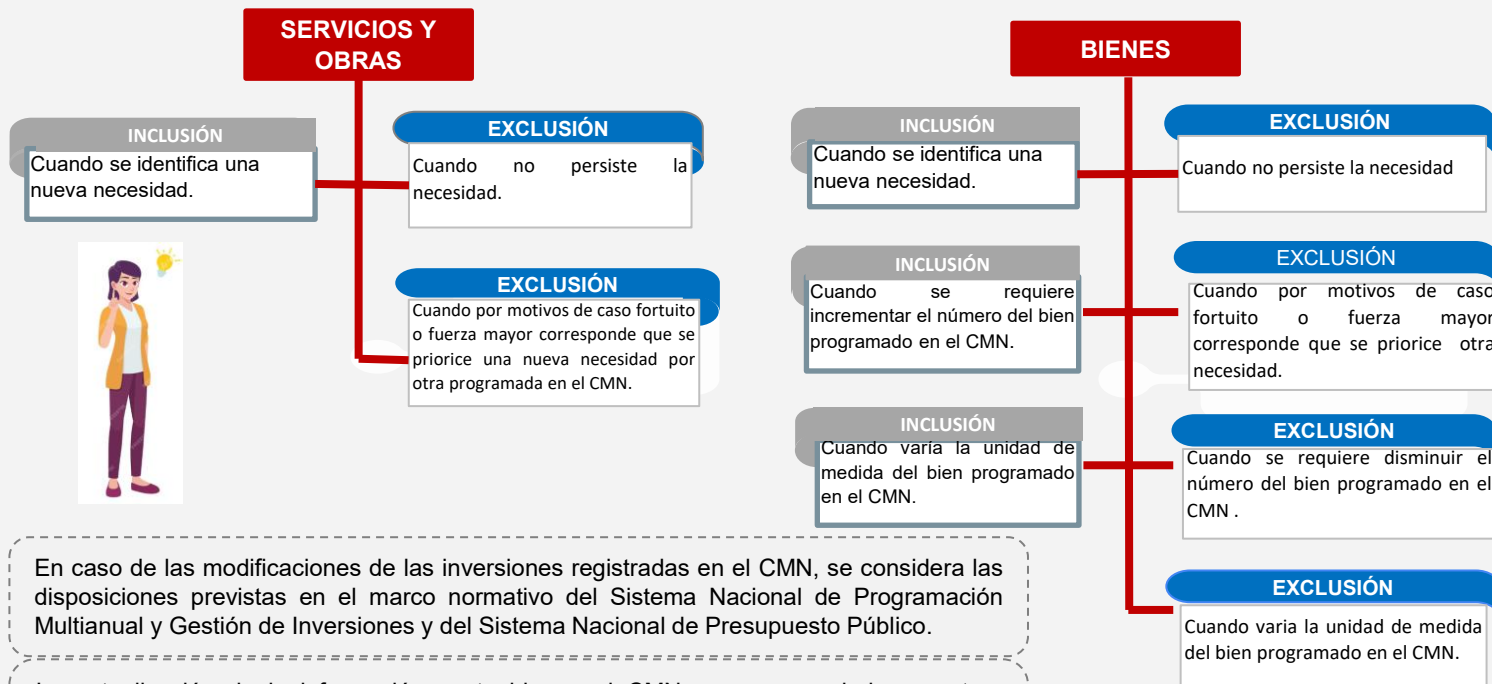 SERVICIOS Y
OBRAS
INCLUSIÓN
Cuando se identifica una
nueva necesidad.
EXCLUSIÓN
Cuando no persiste la
necesidad.
EXCLUSIÓN
Cuando por motivos de caso fortuito
o fuerza mayor corresponde que se
priorice una nueva necesidad por
otra programada en el CMN.
BIENES
INCLUSIÓN
Cuando se identifica una
nueva necesidad.
EXCLUSIÓN
Cuando no persiste la necesidad
INCLUSIÓN
Cuando se requiere
incrementar el número del bien
programado en el CMN.
EXCLUSIÓN
Cuando por motivos de caso
fortuito o fuerza mayor
corresponde que se priorice otra
necesidad.
INCLUSIÓN
Cuando varía la unidad de
medida del bien programado
en el CMN.
EXCLUSIÓN
Cuando se requiere disminuir el
número del bien programado en el
CMN .
EXCLUSIÓN
Cuando varia la unidad de medida
del bien programado en el CMN.
En caso de las modificaciones de las inversiones registradas en el CMN, se considera las
disposiciones previstas en el marco normativo del Sistema Nacional de Programación
Multianual y Gestión de Inversiones y del Sistema Nacional de Presupuesto Público.